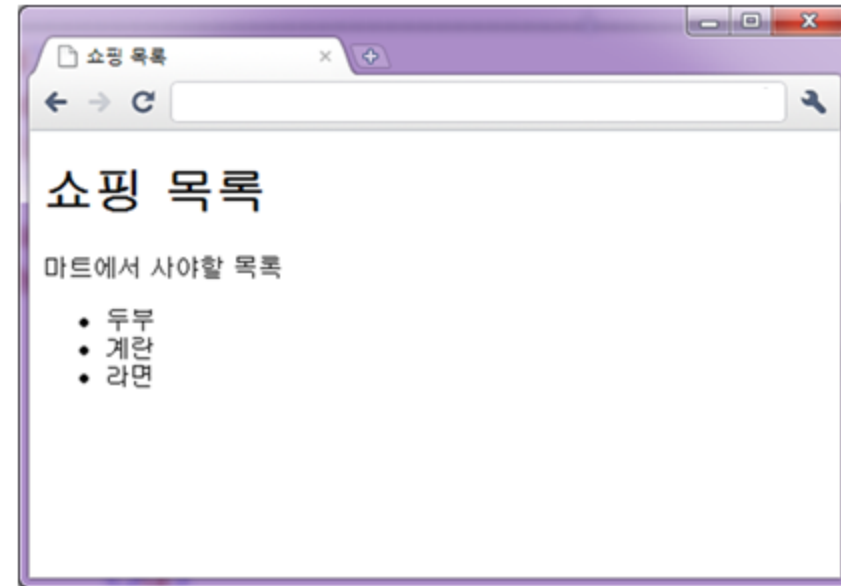 쇼핑 목록
쇼핑 목록
마트에서 사야할 목록
두부
계란
라면